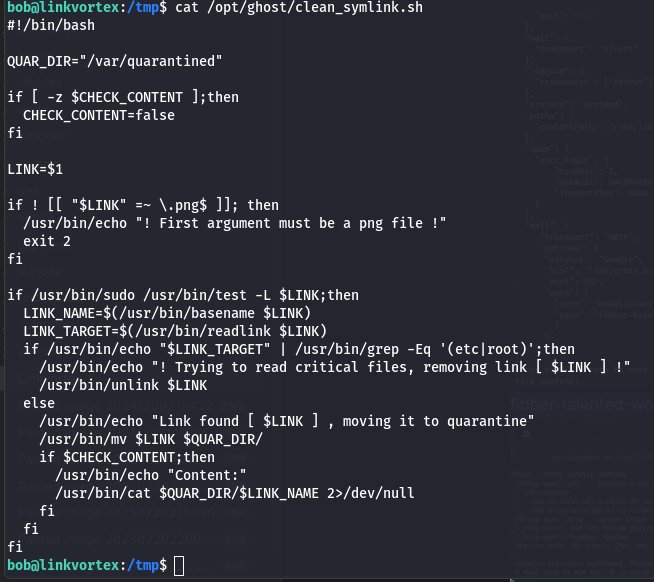 bob@linkvortex:/tmp$ cat /opt/ghost/clean_symlink.sh
#!/bin/bash

QUAR_DIR="/var/quarantined"

if [ -z $CHECK_CONTENT ];then
  CHECK_CONTENT=false
fi

LINK=$1

if ! [[ "$LINK" =~ \.png$ ]]; then
  /usr/bin/echo "! First argument must be a png file !"
  exit 2
fi

if /usr/bin/sudo /usr/bin/test -L $LINK;then
  LINK_NAME=$(/usr/bin/basename $LINK)
  LINK_TARGET=$(/usr/bin/readlink $LINK)
  if /usr/bin/echo "$LINK_TARGET" | /usr/bin/grep -Eq '(etc|root)';then
    /usr/bin/echo "! Trying to read critical files, removing link [ $LINK ] !"
    /usr/bin/unlink $LINK
  else
    /usr/bin/echo "Link found [ $LINK ] , moving it to quarantine"
    /usr/bin/mv $LINK $QUAR_DIR/
    if $CHECK_CONTENT;then
      /usr/bin/echo "Content:"
      /usr/bin/cat $QUAR_DIR/$LINK_NAME 2>/dev/null
    fi
  fi
fi
bob@linkvortex:/tmp$